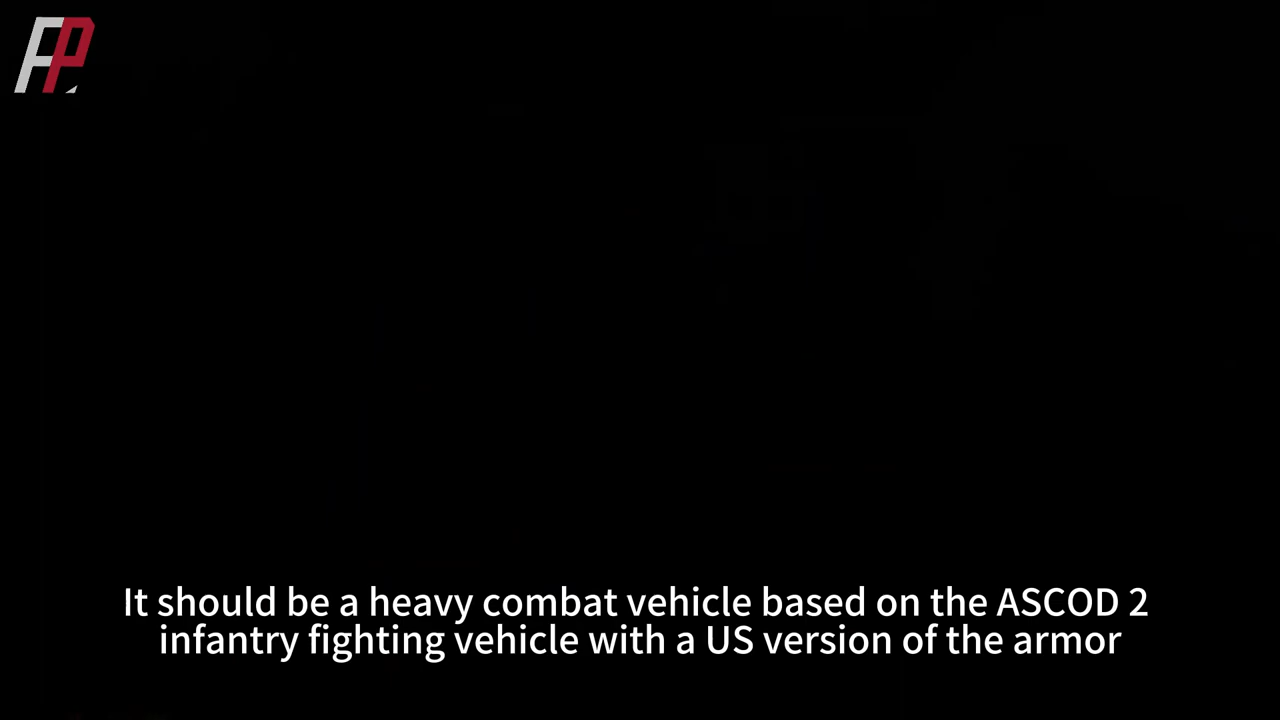 FP
It should be a heavy combat vehicle based on the ASCOD 2
infantry fighting vehicle with a US version of the armor